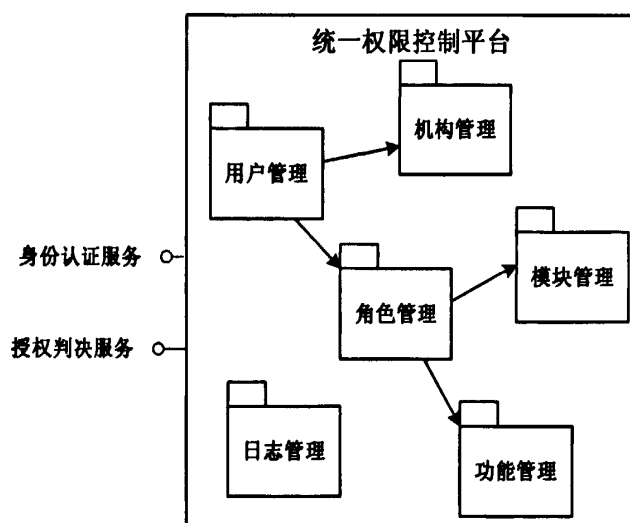 统一权限控制平台
机构管理
用户管理
身份认证服务
模块管理
角色管理
授权判决服务
日志管理
功能管理